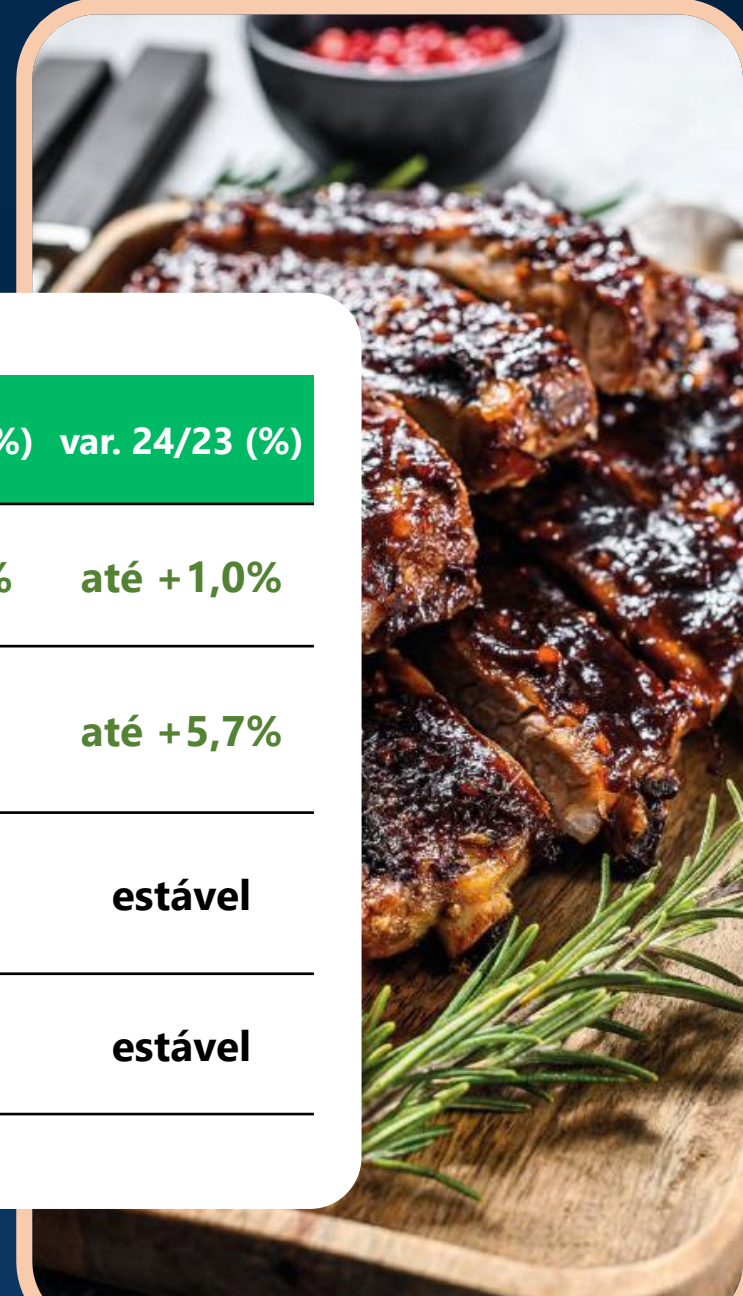 %) var. 24/23 (%)
% até +1,0%
até +5,7%
estável
estável